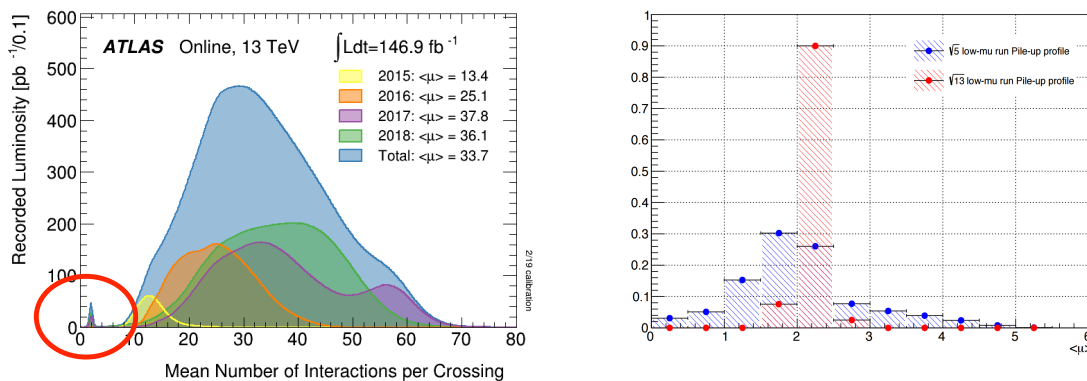 600
500
400
300
200
100
0
0 10 20 30 40 50 60 70 80
Recorded Luminosity [pb⁻¹/0.1]
Mean Number of Interactions per Crossing
ATLAS Online, 13 TeV ∫Ldt=146.9 fb⁻¹
2015: <μ> = 13.4
2016: <μ> = 25.1
2017: <μ> = 37.8
2018: <μ> = 36.1
Total: <μ> = 33.7
2/19 calibration
1
0.9
0.8
0.7
0.6
0.5
0.4
0.3
0.2
0.1
0
0 1 2 3 4 5 6
<μ>
√5 low-mu run Pile-up profile
√13 low-mu run Pile-up profile